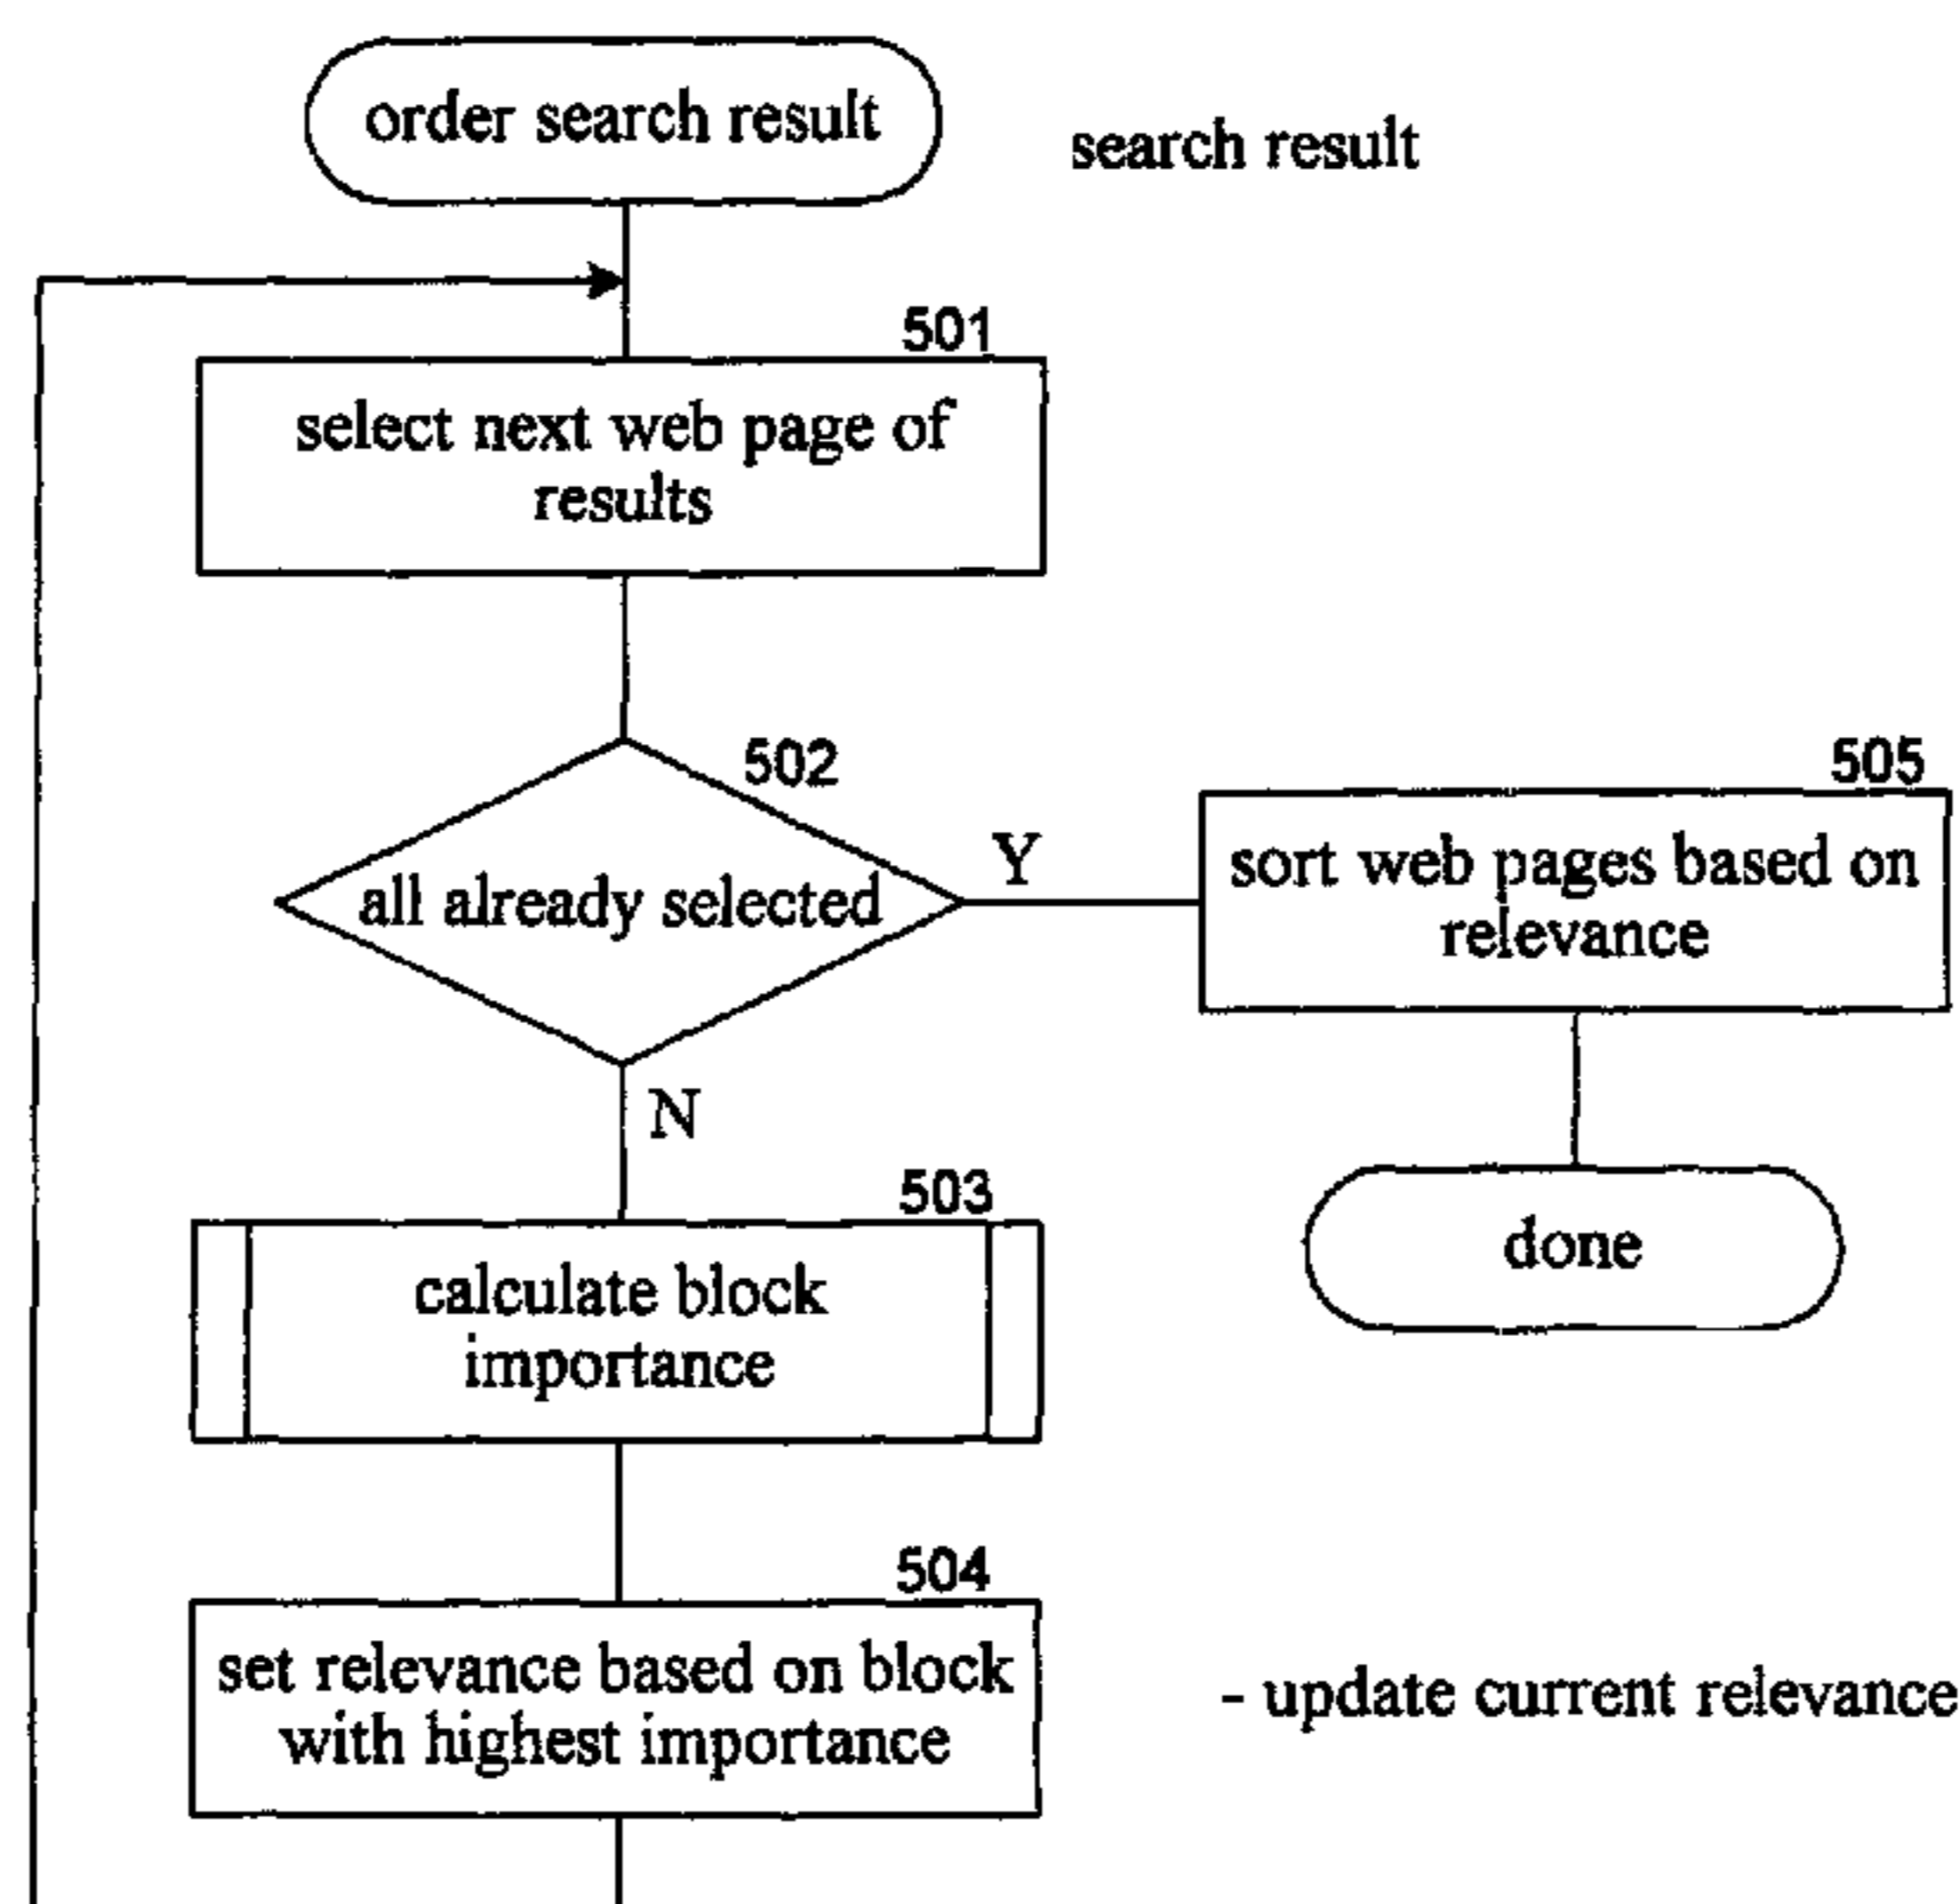 order search result
search result
501
select next web page of
results
502
all already selected
Y
505
sort web pages based on
relevance
N
503
calculate block
importance
done
504
set relevance based on block
with highest importance
- update current relevance